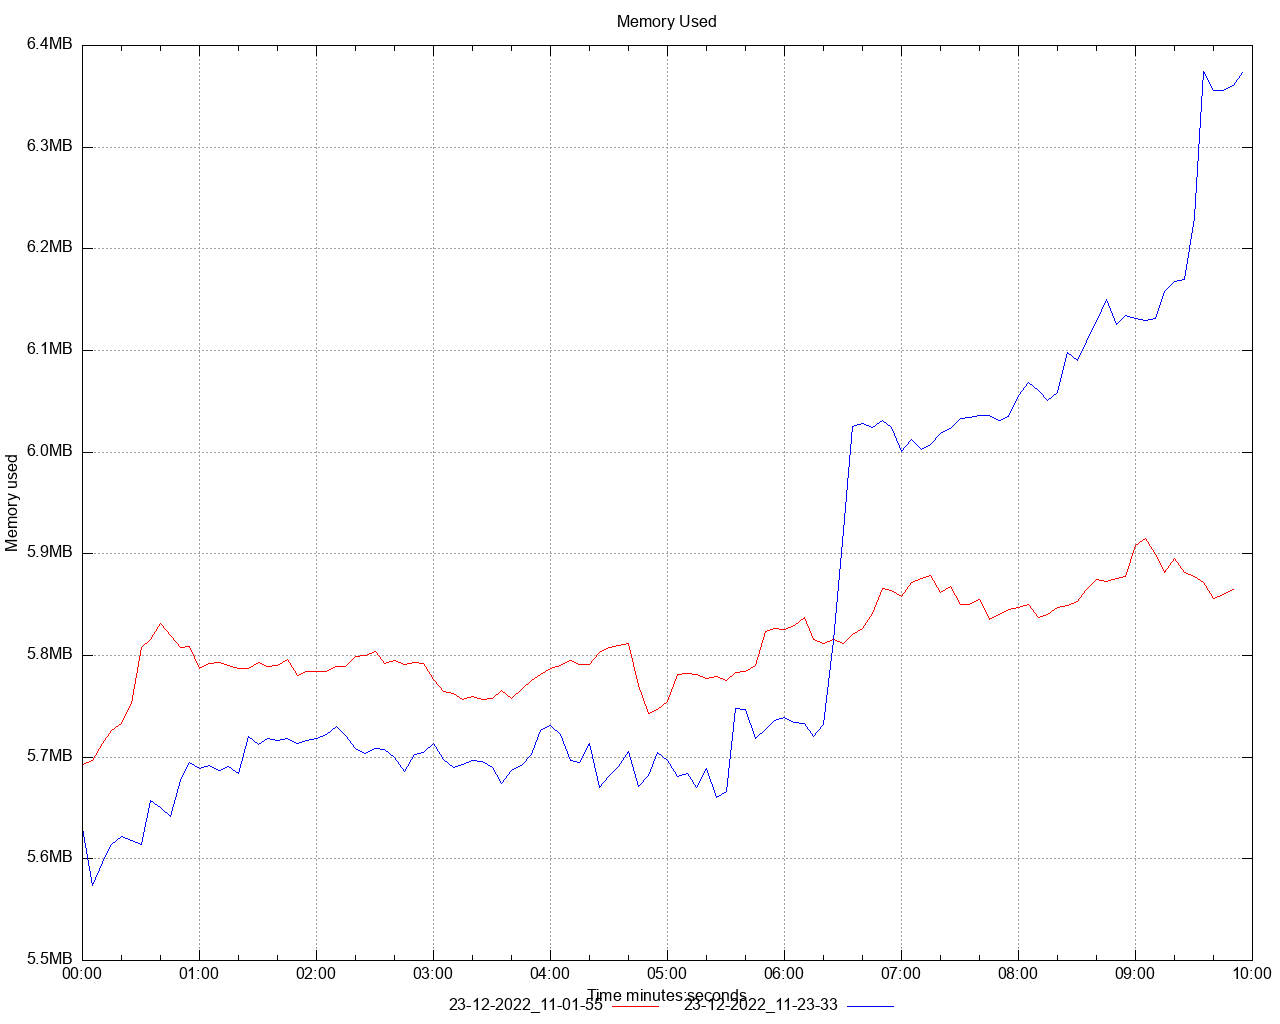 Memory Used
6.4MB
6.3MB
6.2MB
6.1MB
6.0MB
5.9MB
5.8MB
5.7MB
5.6MB
5.5MB
Memory used
00:00 01:00 02:00 03:00 04:00 05:00 06:00 07:00 08:00 09:00 10:00
Time minutes:seconds
23-12-2022_11-01-55 23-12-2022_11-23-33